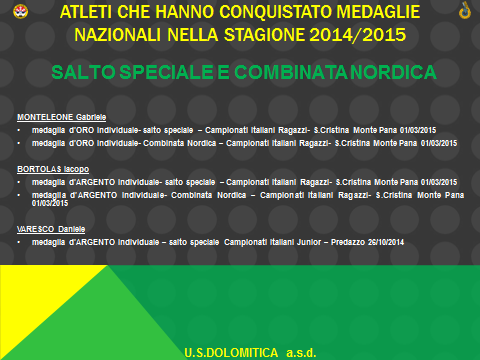 ATLETI CHE HANNO CONQUISTATO MEDAGLIE
NAZIONALI NELLA STAGIONE 2014/2015
SALTO SPECIALE E COMBINATA NORDICA
MONTELEONE Gabriele
• medaglia d'ORO individuale- salto speciale – Campionati Italiani Ragazzi- S.Cristina Monte Pana 01/03/2015
• medaglia d'ORO individuale- Combinata Nordica – Campionati Italiani Ragazzi- S.Cristina Monte Pana 01/03/2015
BORTOLAS Iacopo
• medaglia d'ARGENTO individuale- salto speciale – Campionati Italiani Ragazzi- S.Cristina Monte Pana 01/03/2015
• medaglia d'ARGENTO individuale- Combinata Nordica – Campionati Italiani Ragazzi- S.Cristina Monte Pana
01/03/2015
VARESCO Daniele
• medaglia d'ARGENTO individuale – salto speciale Campionati Italiani Junior – Predazzo 26/10/2014
U.S.DOLOMITICA a.s.d.